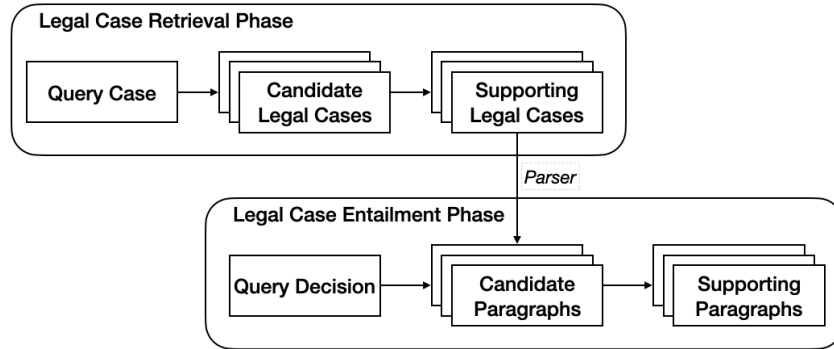 Legal Case Retrieval Phase
Query Case
Candidate
Legal Cases
Supporting
Legal Cases
Parser
Legal Case Entailment Phase
Query Decision
Candidate
Paragraphs
Supporting
Paragraphs